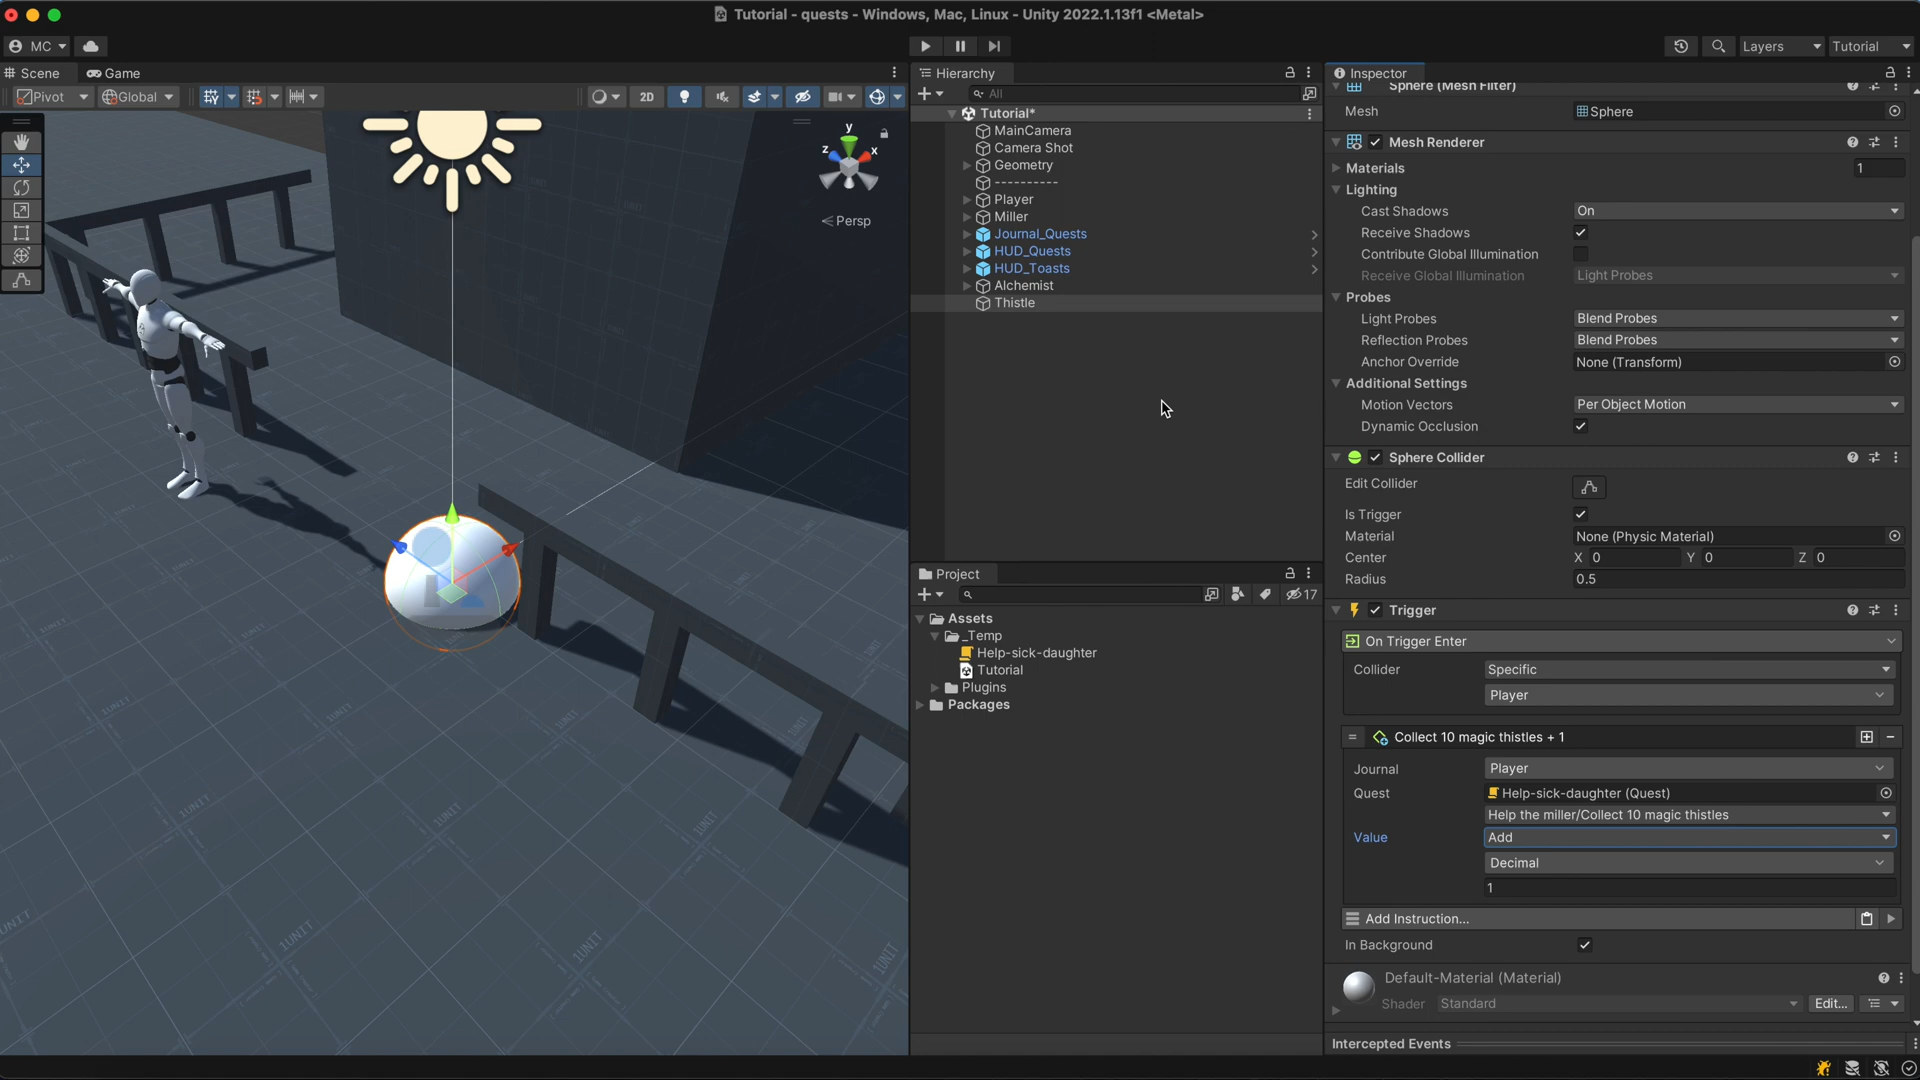 Tutorial - quests - Windows, Mac, Linux - Unity 2022.1.13f1 <Metal>
MC
Layers
Tutorial
Scene
Game
Pivot
Global
2D
y
z
x
Persp
1UNIT
1UNIT
1UNIT
1UNIT
Hierarchy
All
Tutorial*
MainCamera
Camera Shot
Geometry
----------
Player
Miller
Journal_Quests
HUD_Quests
HUD_Toasts
Alchemist
Thistle
Project
17
Assets
_Temp
Help-sick-daughter
Tutorial
Plugins
Packages
Inspector
Sphere (Mesh Filter)
Mesh
Sphere
Mesh Renderer
Materials
1
Lighting
Cast Shadows
On
Receive Shadows
Contribute Global Illumination
Receive Global Illumination
Light Probes
Probes
Light Probes
Blend Probes
Reflection Probes
Blend Probes
Anchor Override
None (Transform)
Additional Settings
Motion Vectors
Per Object Motion
Dynamic Occlusion
Sphere Collider
Edit Collider
Is Trigger
Material
None (Physic Material)
Center
X 0
Y 0
Z 0
Radius
0.5
Trigger
On Trigger Enter
Collider
Specific
Player
Collect 10 magic thistles + 1
Journal
Player
Quest
Help-sick-daughter (Quest)
Help the miller/Collect 10 magic thistles
Value
Add
Decimal
1
Add Instruction...
In Background
Default-Material (Material)
Shader
Standard
Edit...
Intercepted Events